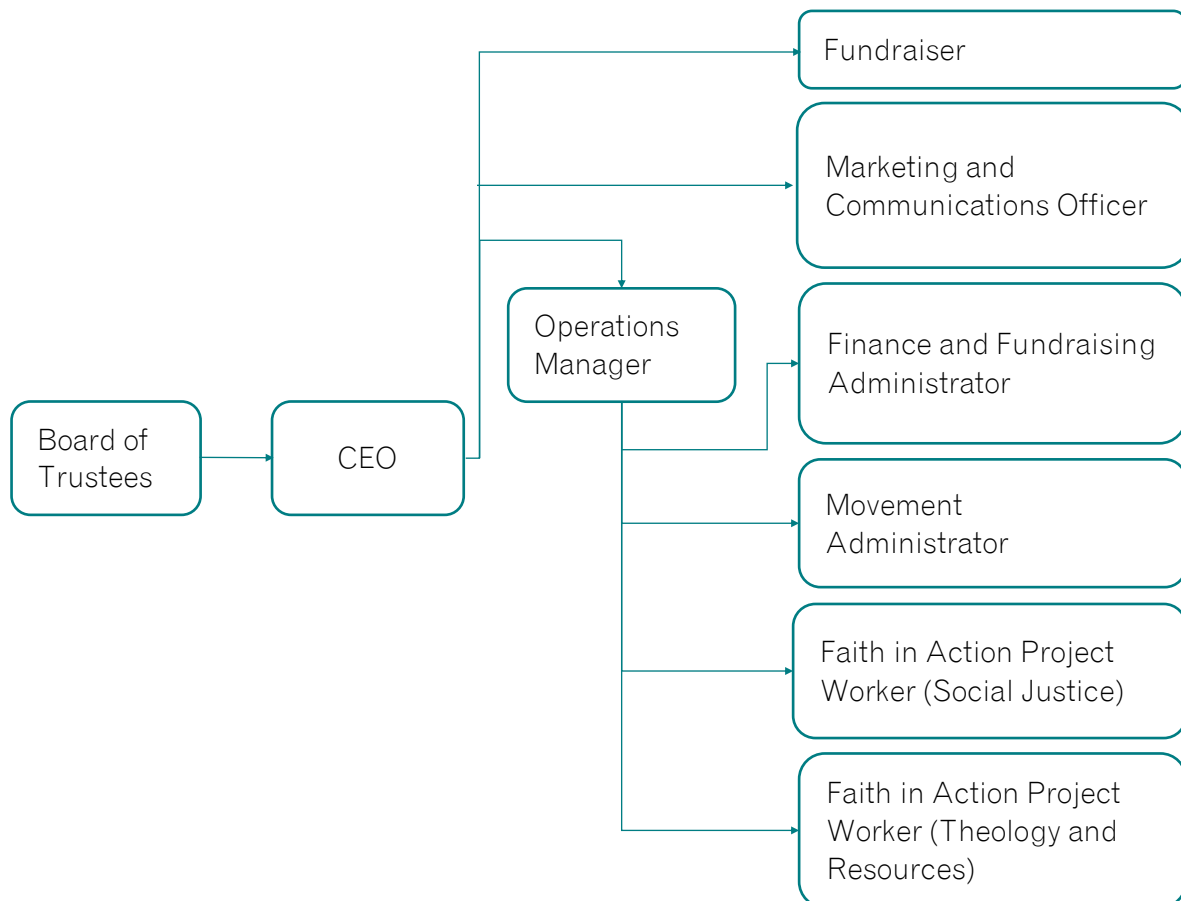 Fundraiser
Marketing and
Communications Officer
Operations
Manager
Finance and Fundraising
Administrator
Board of
Trustees
CEO
Movement
Administrator
Faith in Action Project
Worker (Social Justice)
Faith in Action Project
Worker (Theology and
Resources)